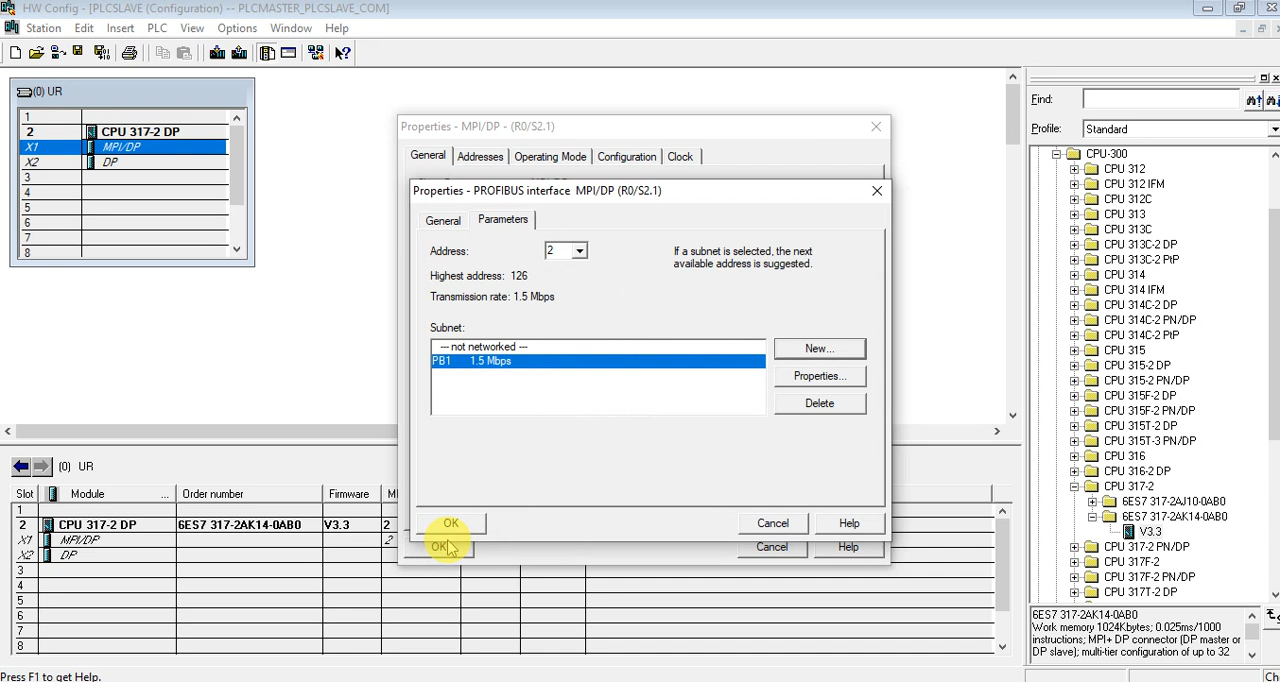 HW Config - [PLCSLAVE (Configuration) -- PLCMASTER_PLCSLAVE_COM]
Station Edit Insert PLC View Options Window Help
(0) UR
1
2 CPU 317-2 DP
X1 MPI/DP
X2 DP
3
4
5
6
7
8
Properties - MPI/DP - (R0/S2.1)
General Addresses Operating Mode Configuration Clock
Properties - PROFIBUS interface MPI/DP (R0/S2.1)
General Parameters
Address: 2
If a subnet is selected, the next
available address is suggested.
Highest address: 126
Transmission rate: 1.5 Mbps
Subnet:
--- not networked ---
PB1 1.5 Mbps
New...
Properties...
Delete
OK Cancel Help
OK Cancel Help
(0) UR
Slot Module ... Order number Firmware
1
2 CPU 317-2 DP 6ES7 317-2AK14-0AB0 V3.3 2
X1 MPI/DP 2
X2 DP
3
4
5
6
7
8
Press F1 to get Help.
Find:
Profile: Standard
CPU-300
CPU 312
CPU 312 IFM
CPU 312C
CPU 313
CPU 313C
CPU 313C-2 DP
CPU 313C-2 PtP
CPU 314
CPU 314 IFM
CPU 314C-2 DP
CPU 314C-2 PN/DP
CPU 314C-2 PtP
CPU 315
CPU 315-2 DP
CPU 315-2 PN/DP
CPU 315F-2 DP
CPU 315F-2 PN/DP
CPU 315T-2 DP
CPU 315T-3 PN/DP
CPU 316
CPU 316-2 DP
CPU 317-2
6ES7 317-2AJ10-0AB0
6ES7 317-2AK14-0AB0
V3.3
CPU 317-2 PN/DP
CPU 317F-2
CPU 317F-2 PN/DP
CPU 317T-2 DP
6ES7 317-2AK14-0AB0
Work memory 1024Kbytes; 0.025ms/1000
instructions; MPI+ DP connector (DP master or
DP slave); multi-tier configuration of up to 32
Ch